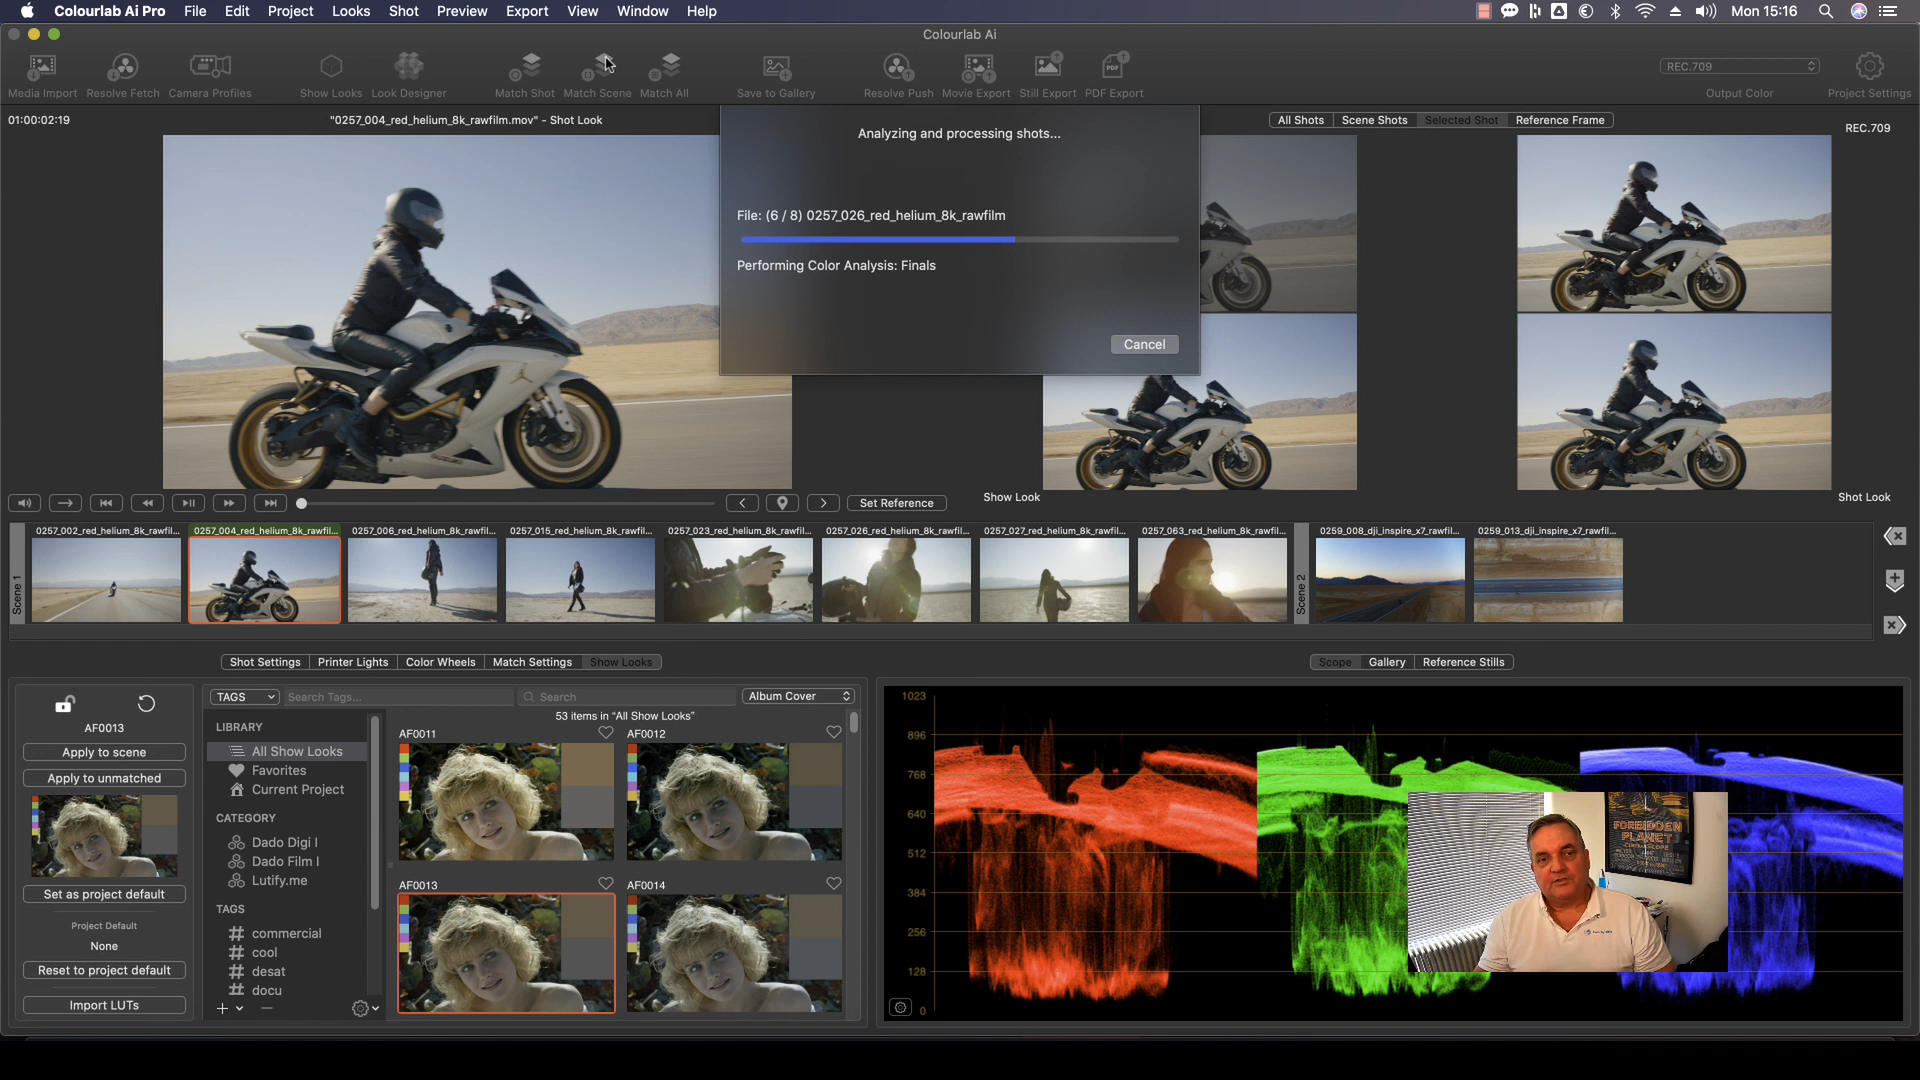 Colourlab Ai Pro File Edit Project Looks Shot Preview Export View Window Help Mon 15:16
Colourlab Ai
Media Import Resolve Fetch Camera Profiles Show Looks Look Designer Match Shot Match Scene Match All Save to Gallery Resolve Push Movie Export Still Export PDF Export Output Color Project Settings
REC.709
PDF
01:00:02:19
"0257_004_red_helium_8k_rawfilm.mov" - Shot Look
All Shots Scene Shots Selected Shot Reference Frame
REC.709
Analyzing and processing shots...
File: (6 / 8) 0257_026_red_helium_8k_rawfilm
Performing Color Analysis: Finals
Cancel
Set Reference
Show Look
Shot Look
Scene 1
0257_002_red_helium_8k_rawfil...
0257_004_red_helium_8k_rawfil...
0257_006_red_helium_8k_rawfil...
0257_015_red_helium_8k_rawfil...
0257_023_red_helium_8k_rawfil...
0257_026_red_helium_8k_rawfil...
0257_027_red_helium_8k_rawfil...
0257_063_red_helium_8k_rawfil...
Scene 2
0259_008_dji_inspire_x7_rawfil...
0259_013_dji_inspire_x7_rawfil...
Shot Settings Printer Lights Color Wheels Match Settings Show Looks
Scope Gallery Reference Stills
AF0013
Apply to scene
Apply to unmatched
Set as project default
Project Default
None
Reset to project default
Import LUTs
TAGS Search Tags... Search Album Cover
53 items in "All Show Looks"
LIBRARY
All Show Looks
Favorites
Current Project
CATEGORY
Dado Digi I
Dado Film I
Lutify.me
TAGS
commercial
cool
desat
docu
AF0011
AF0012
AF0013
AF0014
1023
896
768
640
512
384
256
128
0
FORBIDDEN
PLANET